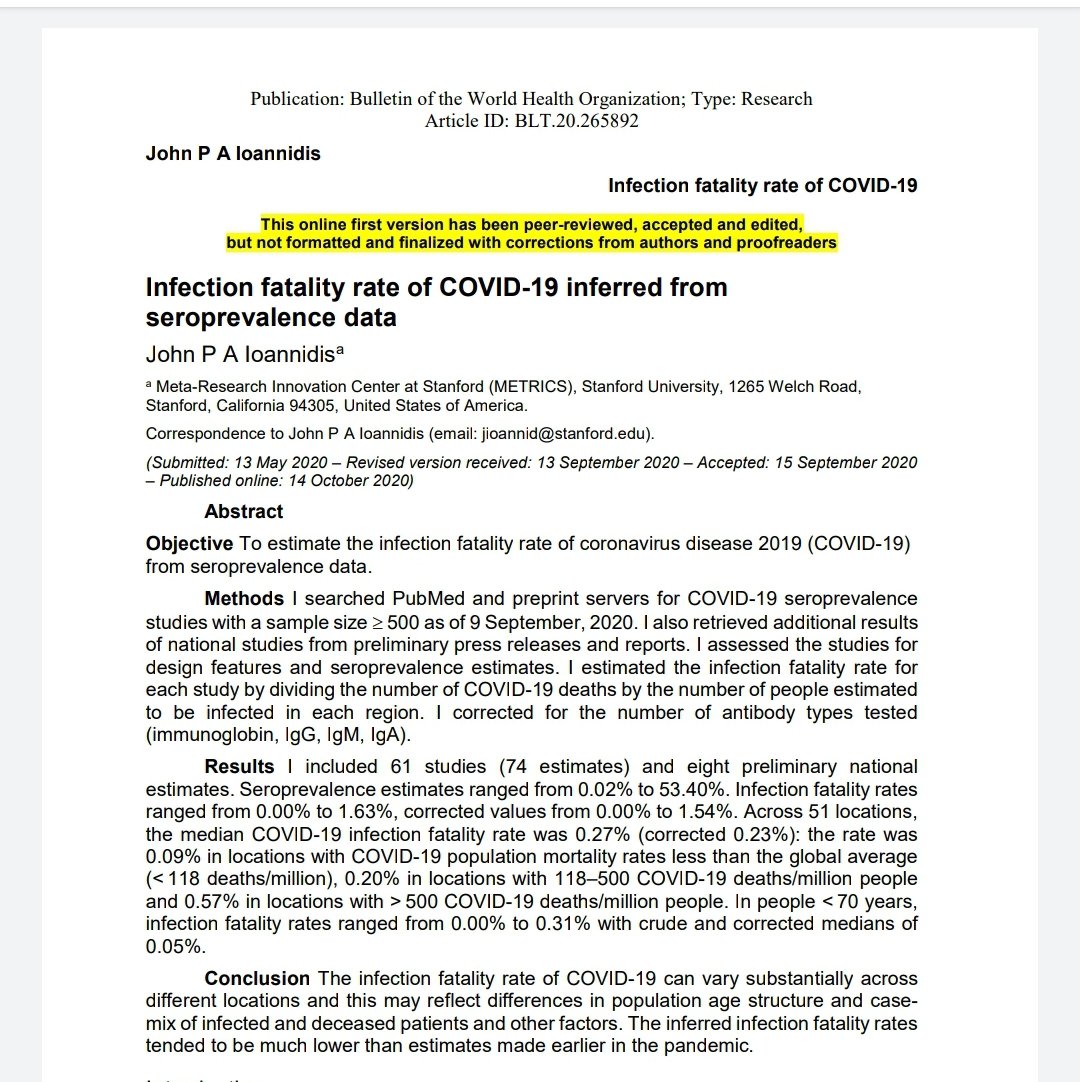 Publication: Bulletin of the World Health Organization; Type: Research
Article ID: BLT.20.265892
John P A Ioannidis
Infection fatality rate of COVID-19
This online first version has been peer-reviewed, accepted and edited,
but not formatted and finalized with corrections from authors and proofreaders
Infection fatality rate of COVID-19 inferred from
seroprevalence data
John P A Ioannidisª
ª Meta-Research Innovation Center at Stanford (METRICS), Stanford University, 1265 Welch Road,
Stanford, California 94305, United States of America.
Correspondence to John P A Ioannidis (email: jioannid@stanford.edu).
(Submitted: 13 May 2020 – Revised version received: 13 September 2020 – Accepted: 15 September 2020
– Published online: 14 October 2020)
Abstract
Objective To estimate the infection fatality rate of coronavirus disease 2019 (COVID-19)
from seroprevalence data.
Methods I searched PubMed and preprint servers for COVID-19 seroprevalence
studies with a sample size ≥ 500 as of 9 September, 2020. I also retrieved additional results
of national studies from preliminary press releases and reports. I assessed the studies for
design features and seroprevalence estimates. I estimated the infection fatality rate for
each study by dividing the number of COVID-19 deaths by the number of people estimated
to be infected in each region. I corrected for the number of antibody types tested
(immunoglobin, IgG, IgM, IgA).
Results I included 61 studies (74 estimates) and eight preliminary national
estimates. Seroprevalence estimates ranged from 0.02% to 53.40%. Infection fatality rates
ranged from 0.00% to 1.63%, corrected values from 0.00% to 1.54%. Across 51 locations,
the median COVID-19 infection fatality rate was 0.27% (corrected 0.23%): the rate was
0.09% in locations with COVID-19 population mortality rates less than the global average
(< 118 deaths/million), 0.20% in locations with 118–500 COVID-19 deaths/million people
and 0.57% in locations with > 500 COVID-19 deaths/million people. In people < 70 years,
infection fatality rates ranged from 0.00% to 0.31% with crude and corrected medians of
0.05%.
Conclusion The infection fatality rate of COVID-19 can vary substantially across
different locations and this may reflect differences in population age structure and case-
mix of infected and deceased patients and other factors. The inferred infection fatality rates
tended to be much lower than estimates made earlier in the pandemic.